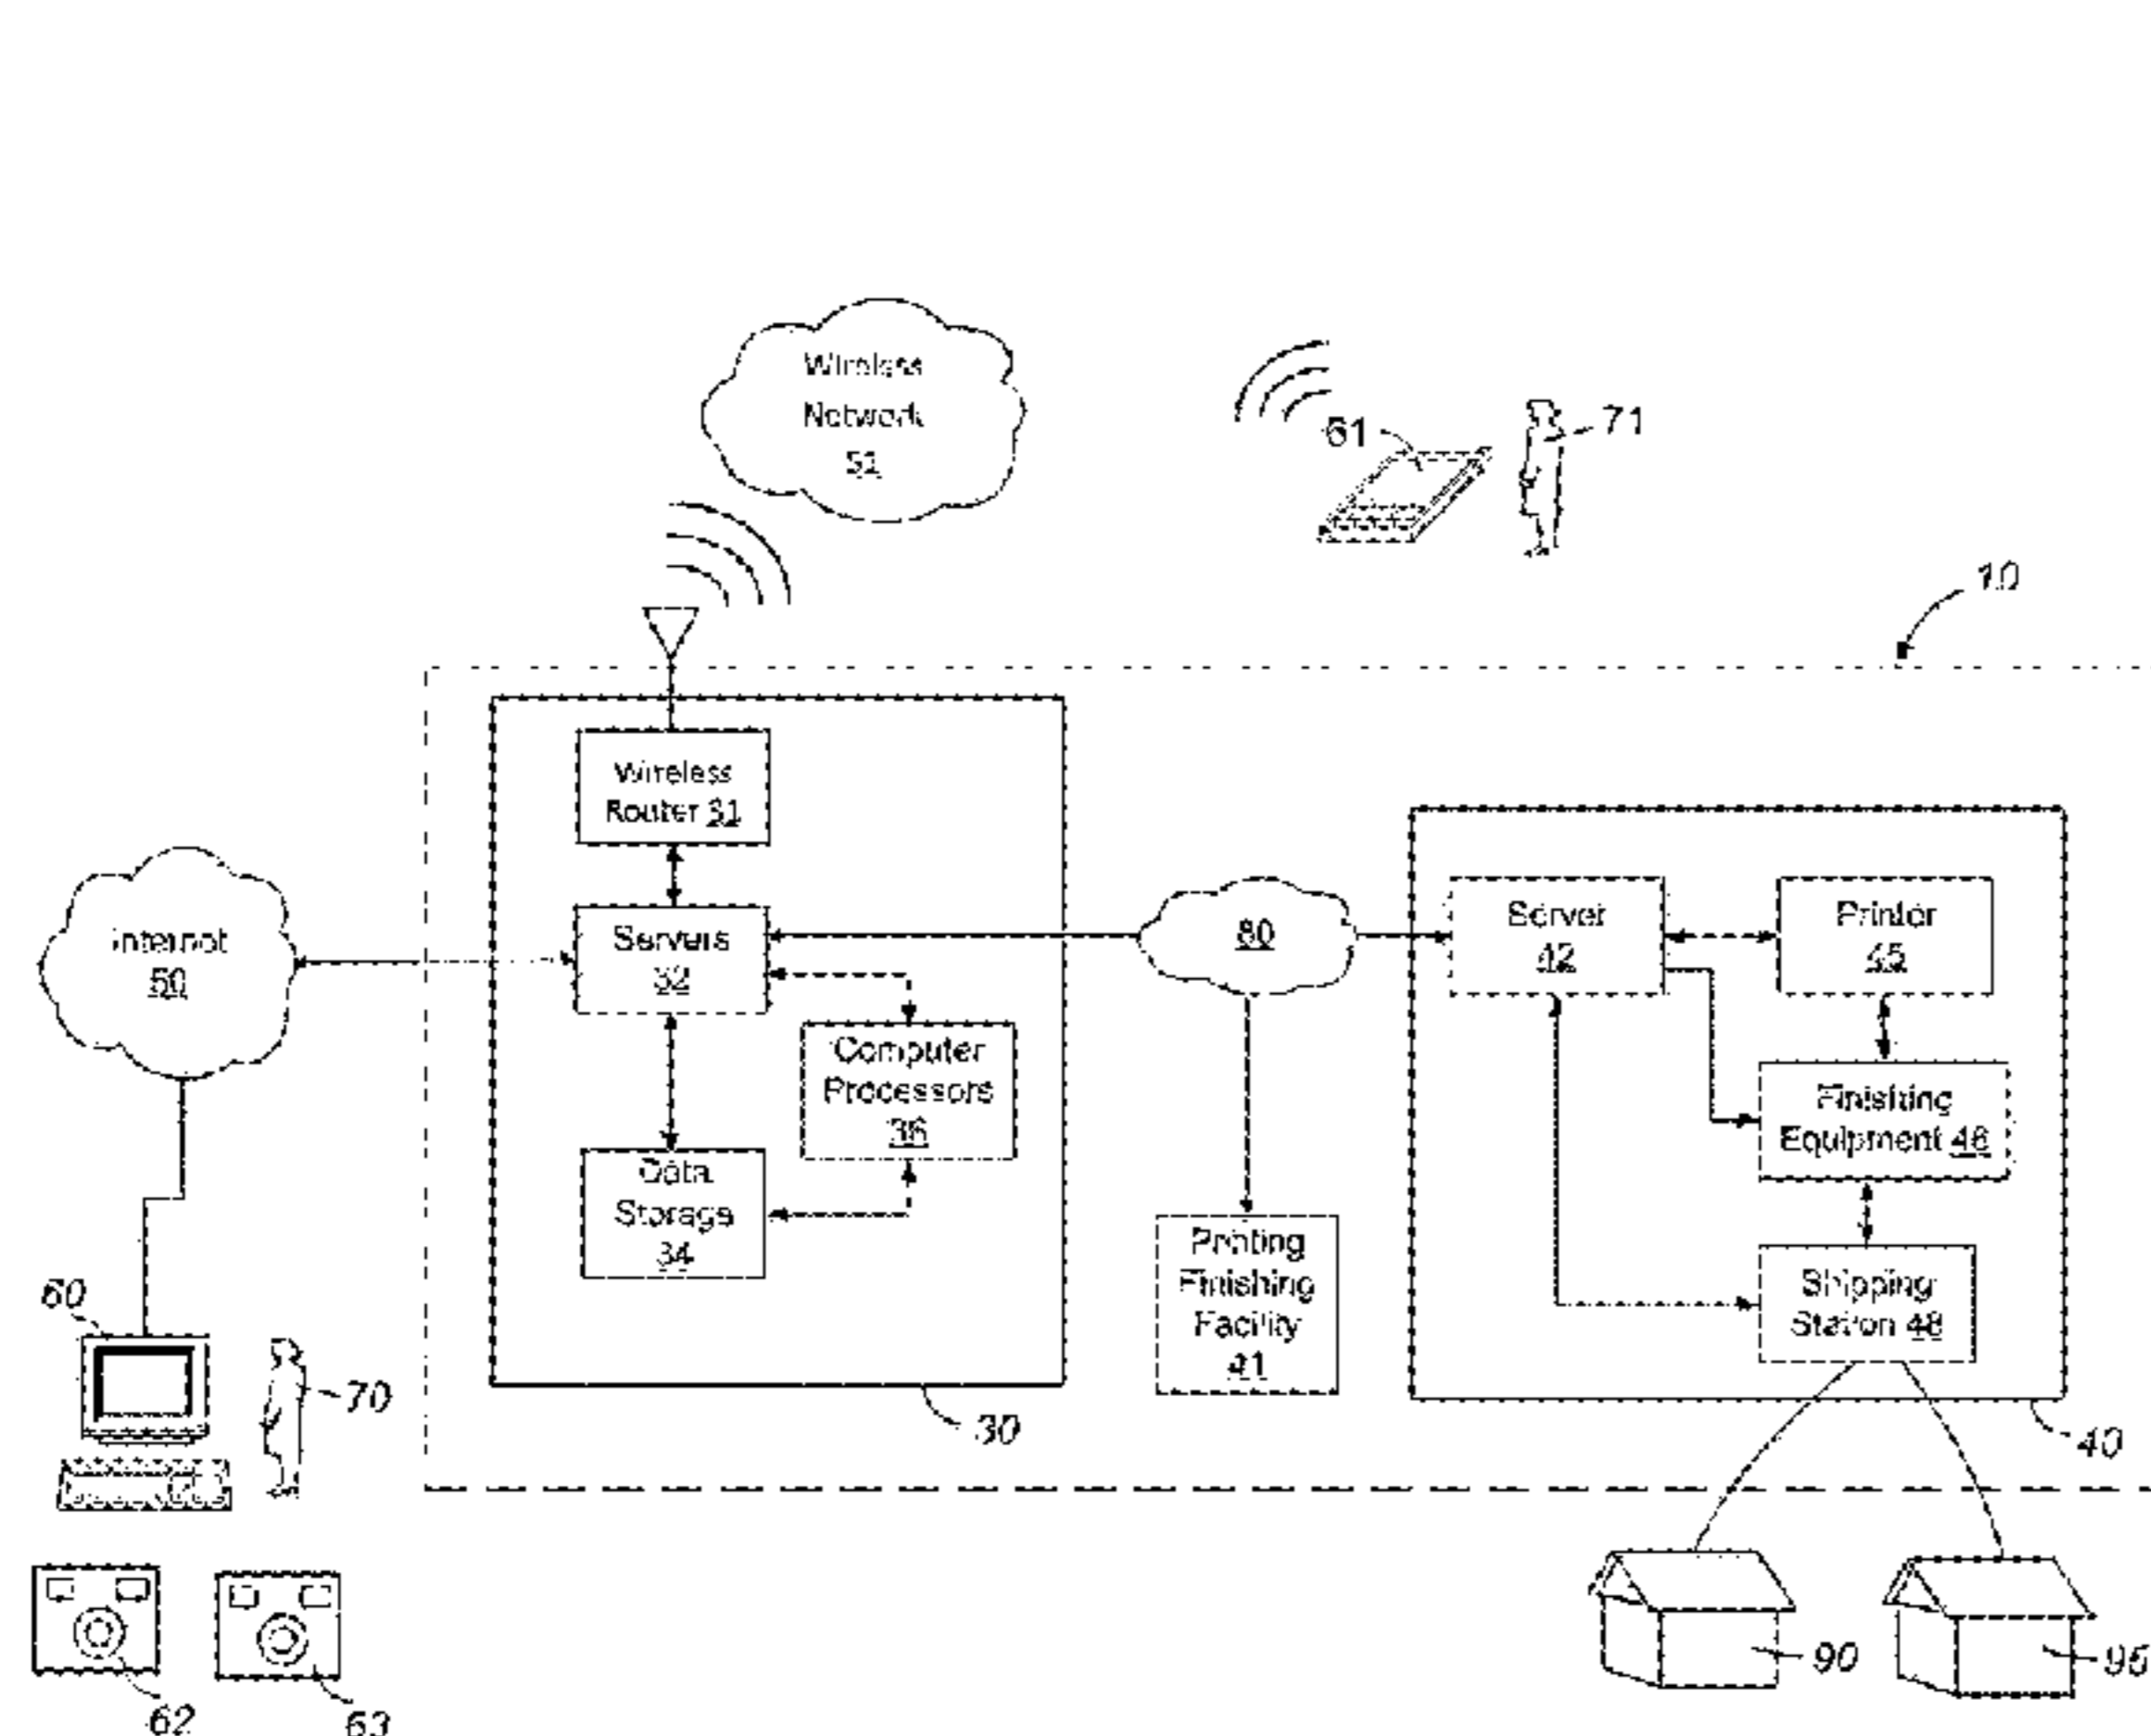 Wireless
Network
51
61
71
10
Wireless
Router 31
Internet
50
Servers
32
80
Server
42
Printer
45
Computer
Processors
36
Finishing
Equipment 46
Data
Storage
34
Printing
Finishing
Facility
41
Shipping
Station 48
60
70
30
40
90
95
62
63